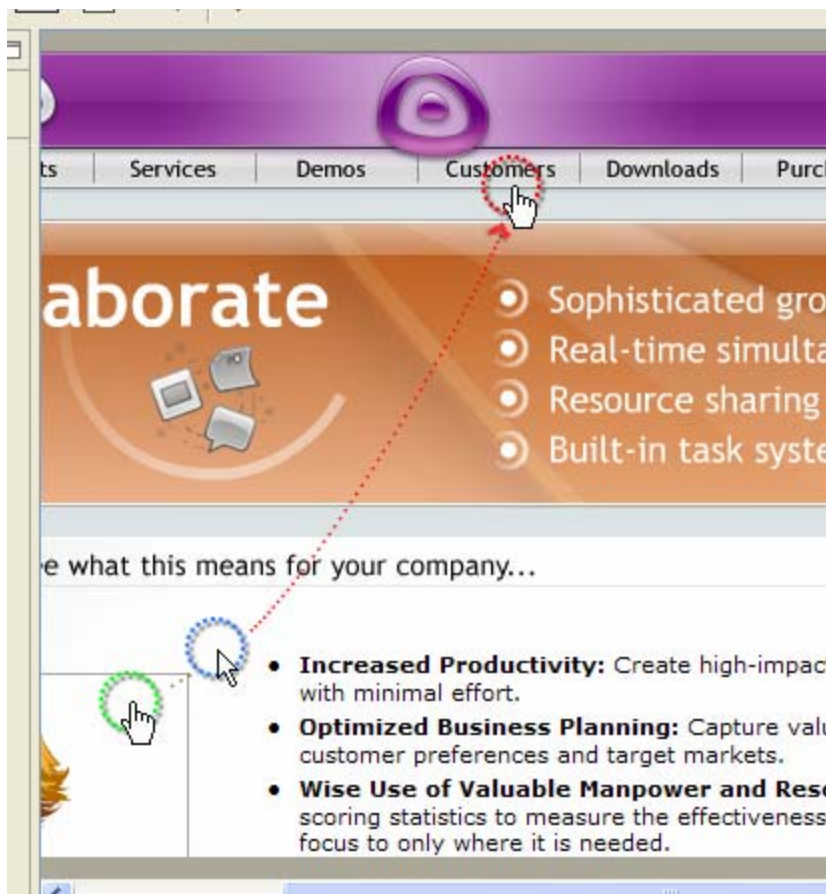 ts Services Demos Customers Downloads Purch
aborate
Sophisticated gro
Real-time simulta
Resource sharing
Built-in task syste
e what this means for your company...
• Increased Productivity: Create high-impact
with minimal effort.
• Optimized Business Planning: Capture valu
customer preferences and target markets.
• Wise Use of Valuable Manpower and Reso
scoring statistics to measure the effectiveness
focus to only where it is needed.